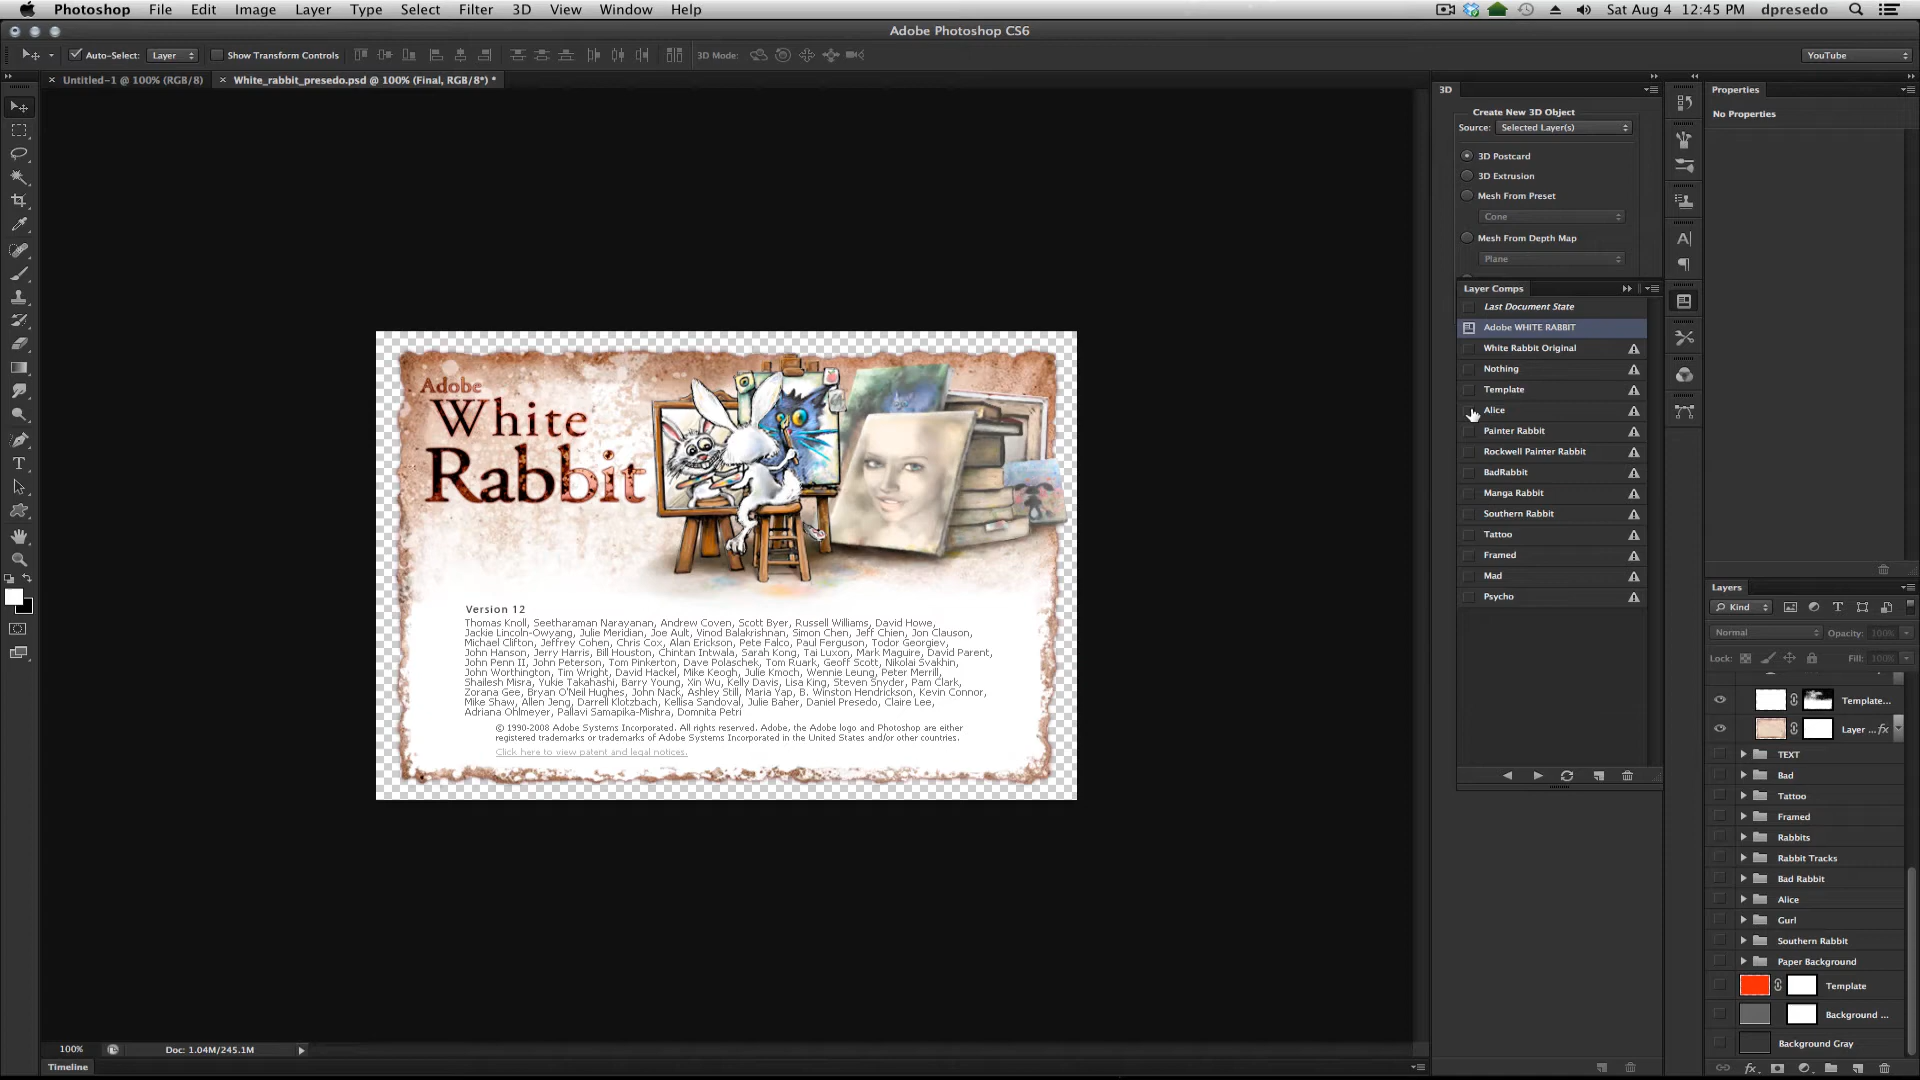 Photoshop File Edit Image Layer Type Select Filter 3D View Window Help
Sat Aug 4 12:45 PM dpresedo
Adobe Photoshop CS6
Auto-Select: Layer Show Transform Controls 3D Mode: YouTube
Untitled-1 @ 100% (RGB/8) White_rabbit_presedo.psd @ 100% (Final, RGB/8*) *
Adobe
White
Rabbit
Version 12
Thomas Knoll, Seetharaman Narayanan, Andrew Coven, Scott Byer, Russell Williams, David Howe,
Jackie Lincoln-Owyang, Julie Meridian, Joe Ault, Vinod Balakrishnan, Simon Chen, Jeff Chien, Jon Clauson,
Michael Clifton, Jeffrey Cohen, Chris Cox, Alan Erickson, Pete Falco, Paul Ferguson, Todor Georgiev,
John Hanson, Jerry Harris, Bill Houston, Chintan Intwala, Sarah Kong, Tai Luxon, Mark Maguire, David Parent,
John Penn II, John Peterson, Tom Pinkerton, Dave Polaschek, Tom Ruark, Geoff Scott, Nikolai Svakhin,
John Worthington, Tim Wright, David Hackel, Mike Keogh, Julie Kmoch, Wennie Leung, Peter Merrill,
Shailesh Misra, Yukie Takahashi, Barry Young, Xin Wu, Kelly Davis, Lisa King, Steven Snyder, Pam Clark,
Zorana Gee, Bryan O'Neil Hughes, John Nack, Ashley Still, Maria Yap, B. Winston Hendrickson, Kevin Connor,
Mike Shaw, Allen Jeng, Darrell Klotzbach, Kellisa Sandoval, Julie Baher, Daniel Presedo, Claire Lee,
Adriana Ohlmeyer, Pallavi Samapika-Mishra, Domnita Petri
© 1990-2008 Adobe Systems Incorporated. All rights reserved. Adobe, the Adobe logo and Photoshop are either
registered trademarks or trademarks of Adobe Systems Incorporated in the United States and/or other countries.
Click here to view patent and legal notices.
100% Doc: 1.04M/245.1M
Timeline
3D
Create New 3D Object
Source: Selected Layer(s)
3D Postcard
3D Extrusion
Mesh From Preset
Cone
Mesh From Depth Map
Plane
Layer Comps
Last Document State
Adobe WHITE RABBIT
White Rabbit Original
Nothing
Template
Alice
Painter Rabbit
Rockwell Painter Rabbit
BadRabbit
Manga Rabbit
Southern Rabbit
Tattoo
Framed
Mad
Psycho
Properties
No Properties
Layers
Kind
Normal Opacity: 100%
Lock: Fill: 100%
Template...
Layer ... fx
TEXT
Bad
Tattoo
Framed
Rabbits
Rabbit Tracks
Bad Rabbit
Alice
Gurl
Southern Rabbit
Paper Background
Template
Background ...
Background Gray